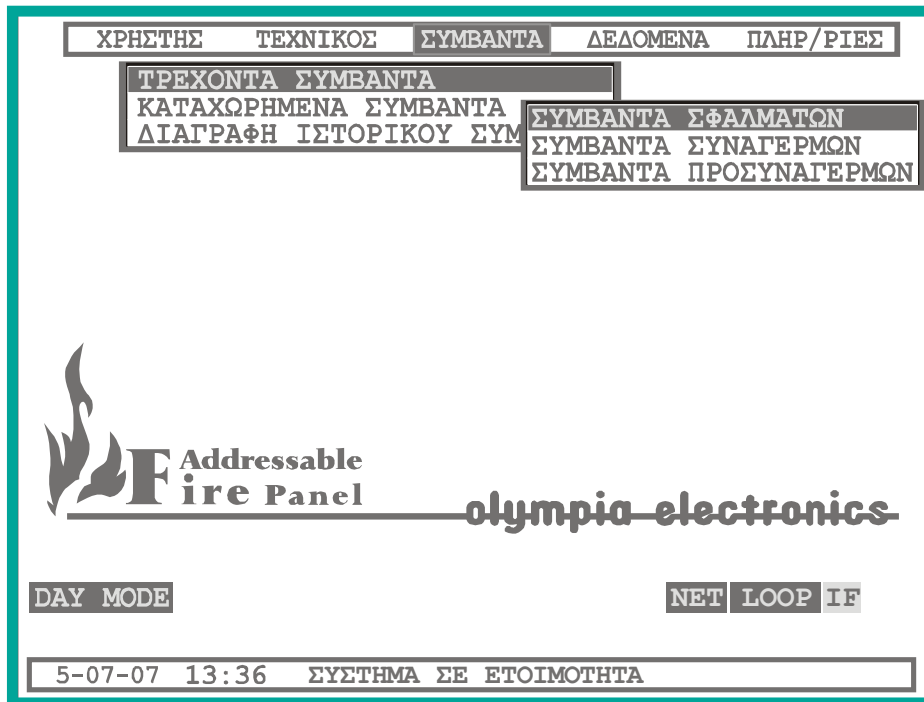 ΧΡΗΣΤΗΣ ΤΕΧΝΙΚΟΣ ΣΥΜΒΑΝΤΑ ΔΕΔΟΜΕΝΑ ΠΛΗΡ/ΡΙΕΣ
ΤΡΕΧΟΝΤΑ ΣΥΜΒΑΝΤΑ
ΚΑΤΑΧΩΡΗΜΕΝΑ ΣΥΜΒΑΝΤΑ
ΔΙΑΓΡΑΦΗ ΙΣΤΟΡΙΚΟΥ ΣΥΜ
ΣΥΜΒΑΝΤΑ ΣΦΑΛΜΑΤΩΝ
ΣΥΜΒΑΝΤΑ ΣΥΝΑΓΕΡΜΩΝ
ΣΥΜΒΑΝΤΑ ΠΡΟΣΥΝΑΓΕΡΜΩΝ
Addressable
Fire Panel
olympia electronics
DAY MODE NET LOOP IF
5-07-07 13:36 ΣΥΣΤΗΜΑ ΣΕ ΕΤΟΙΜΟΤΗΤΑ